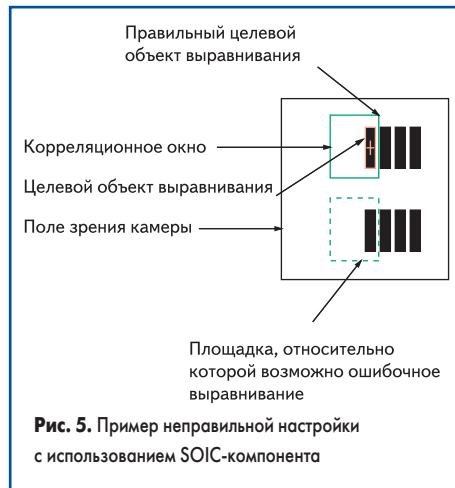 Правильный целевой
объект выравнивания
Корреляционное окно
Целевой объект выравнивания
Поле зрения камеры
Площадка, относительно
которой возможно ошибочное
выравнивание
Рис. 5. Пример неправильной настройки
с использованием SOIC-компонента